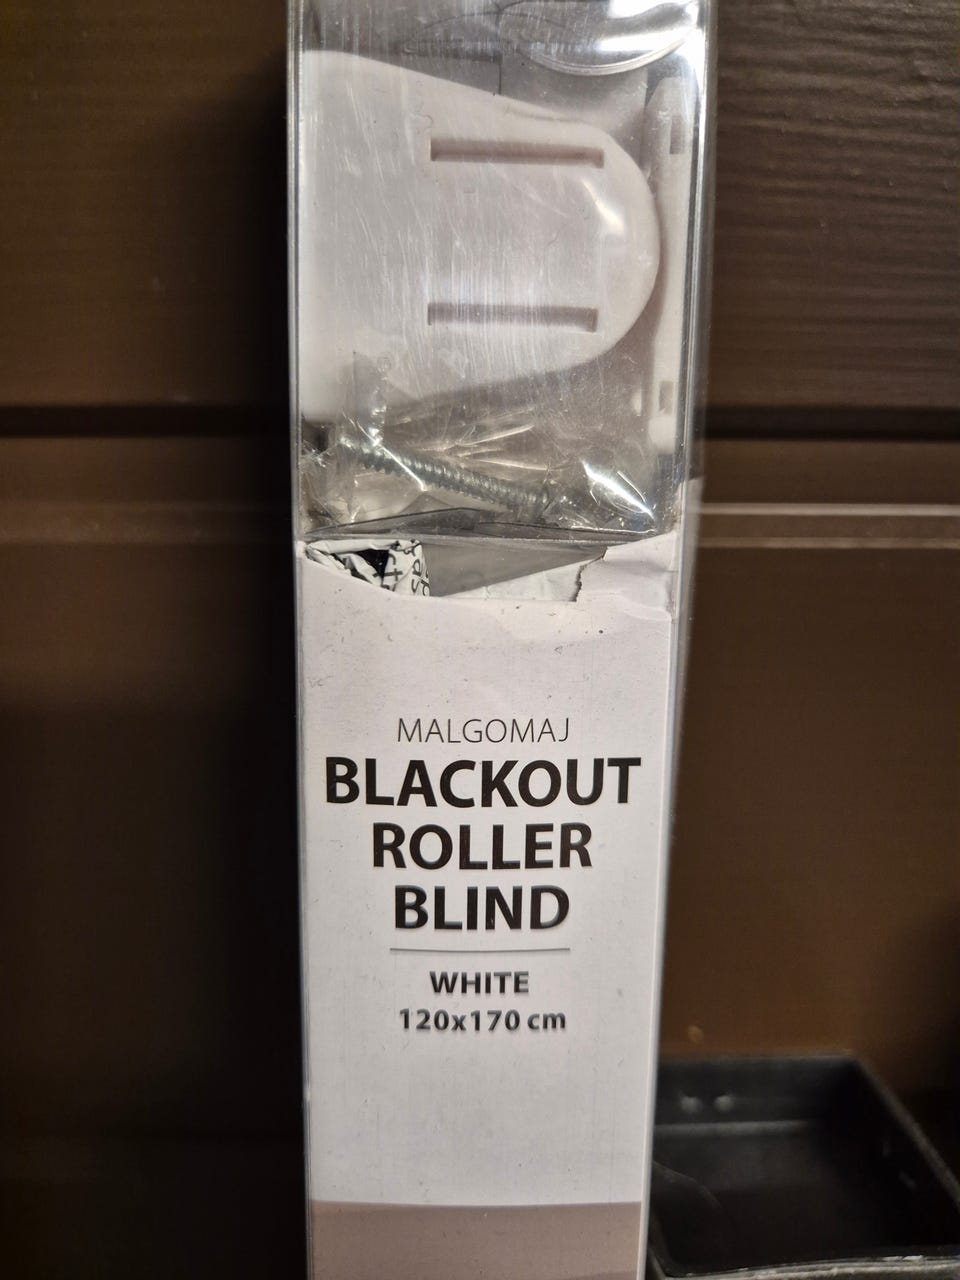 MALGOMAJ
BLACKOUT
ROLLER
BLIND
WHITE
120x170 cm